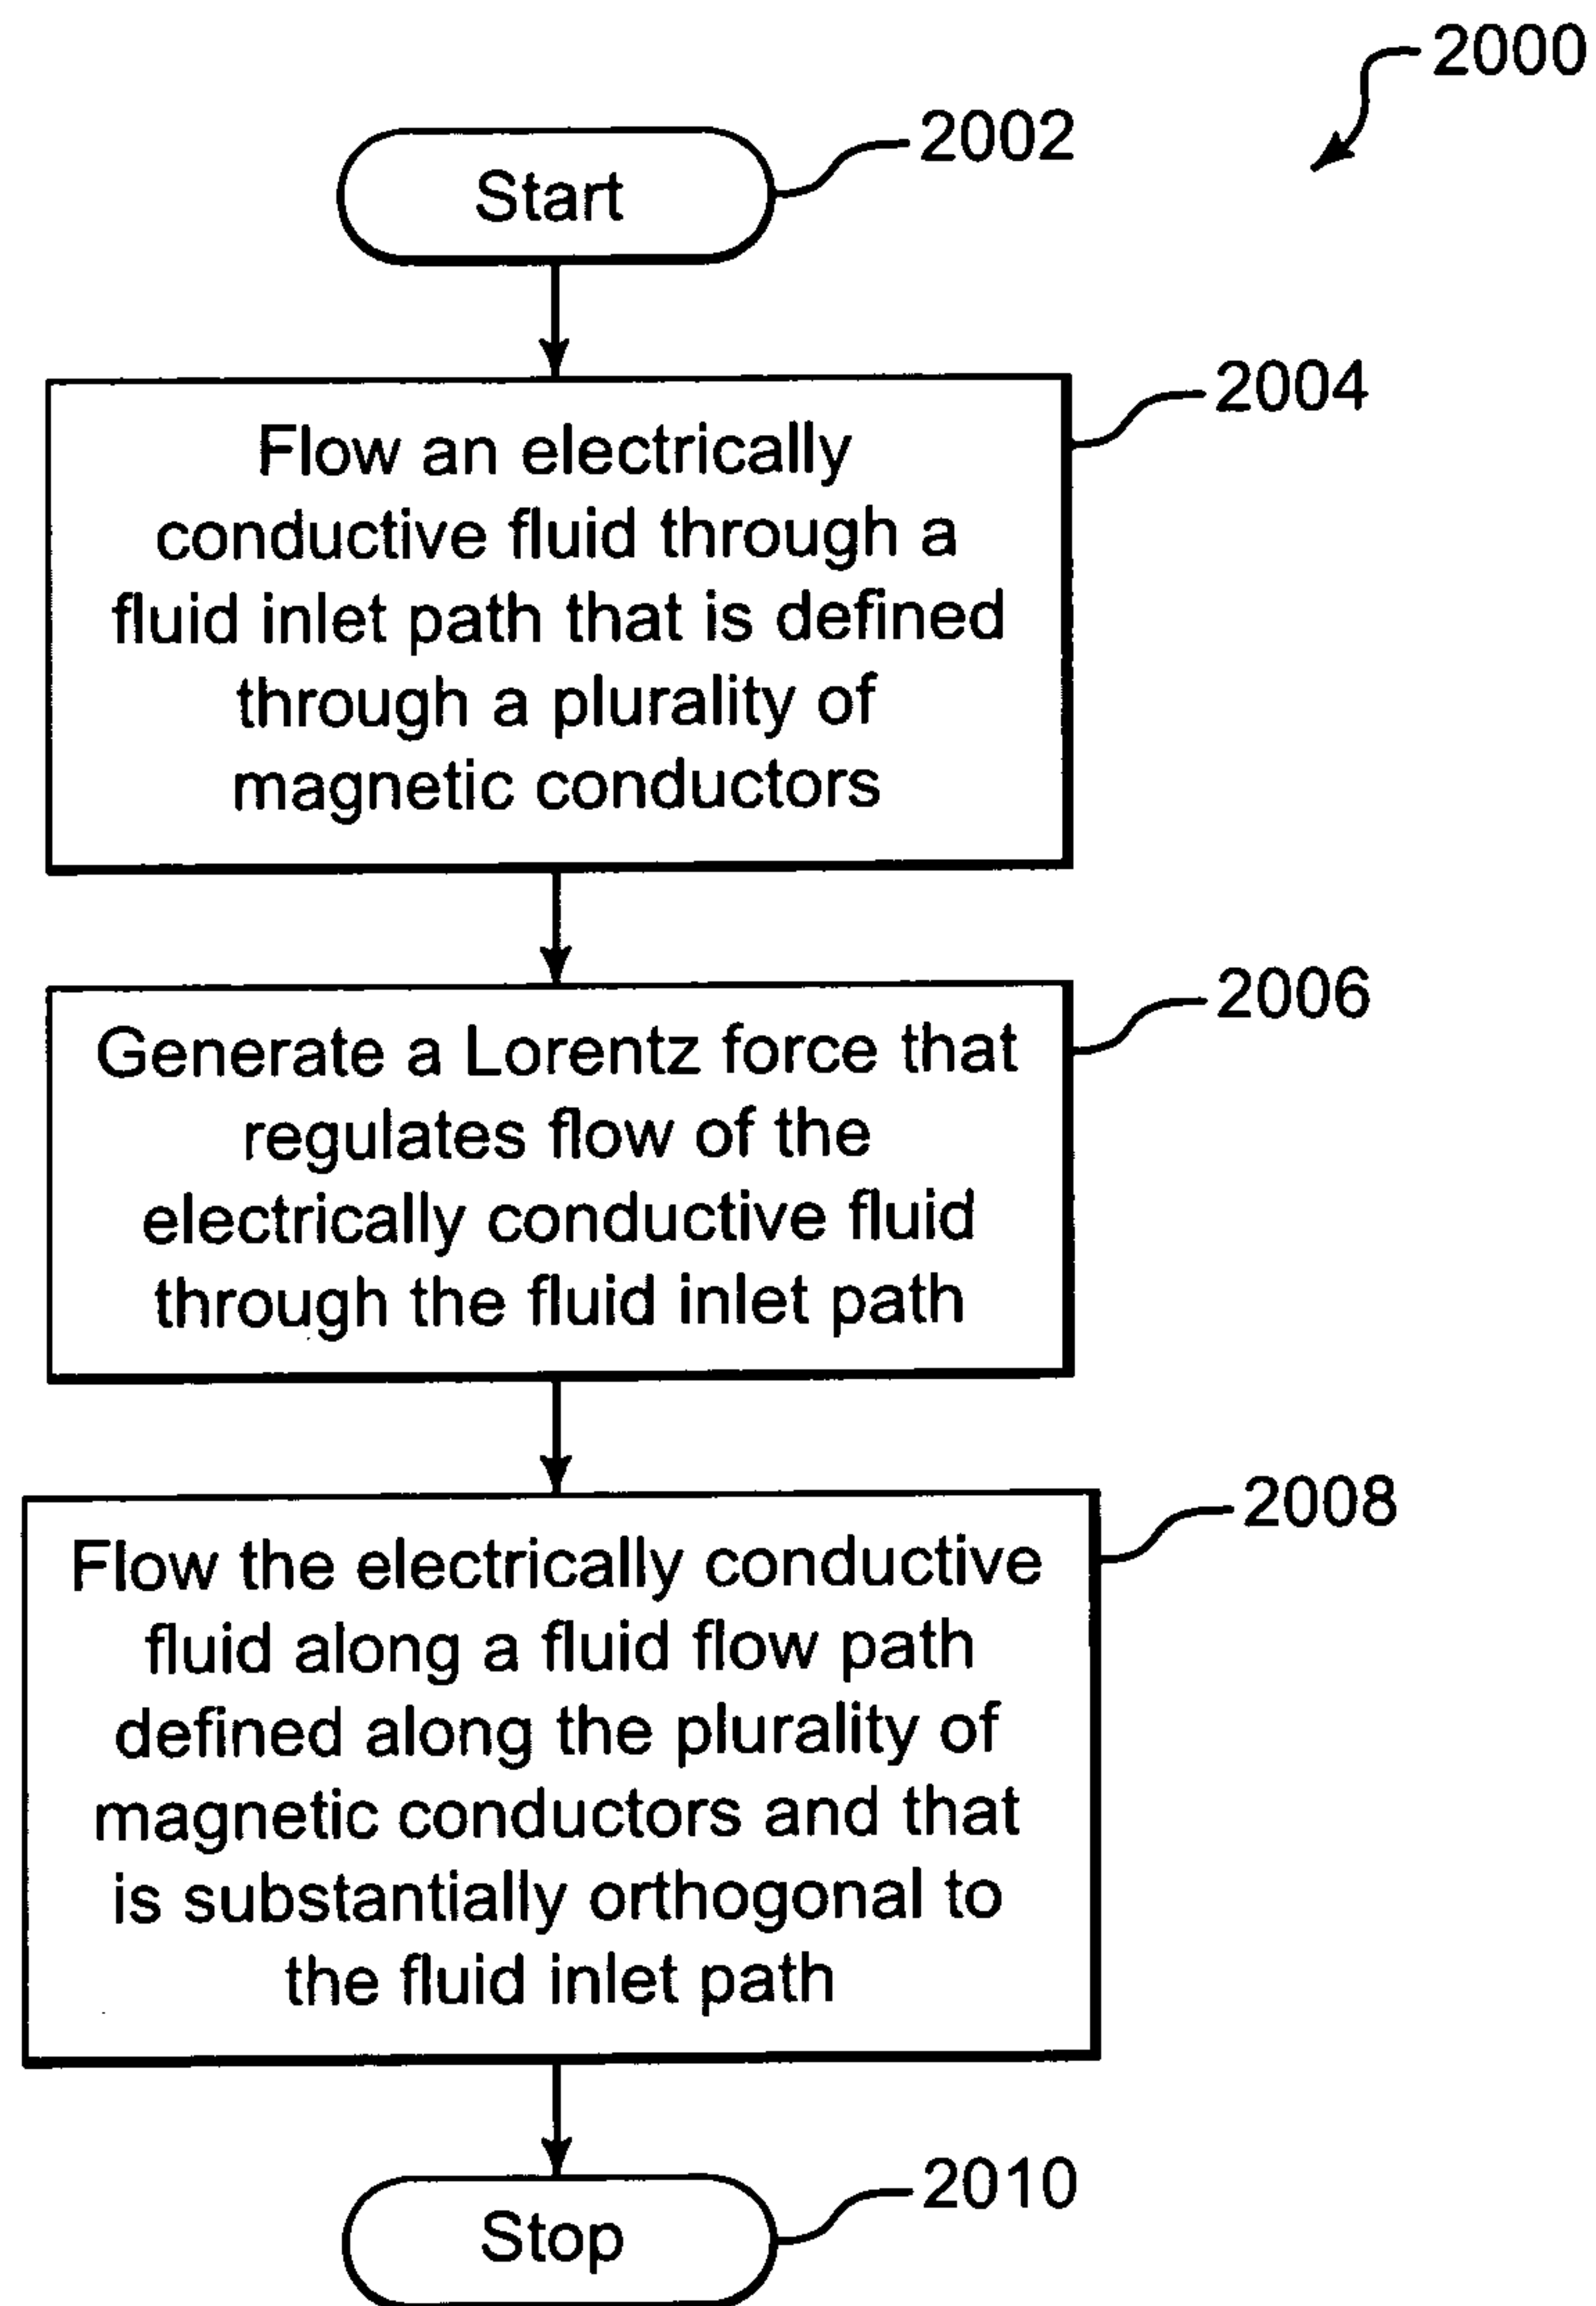 2000
2002
Start
2004
Flow an electrically
conductive fluid through a
fluid inlet path that is defined
through a plurality of
magnetic conductors
2006
Generate a Lorentz force that
regulates flow of the
electrically conductive fluid
through the fluid inlet path
2008
Flow the electrically conductive
fluid along a fluid flow path
defined along the plurality of
magnetic conductors and that
is substantially orthogonal to
the fluid inlet path
2010
Stop